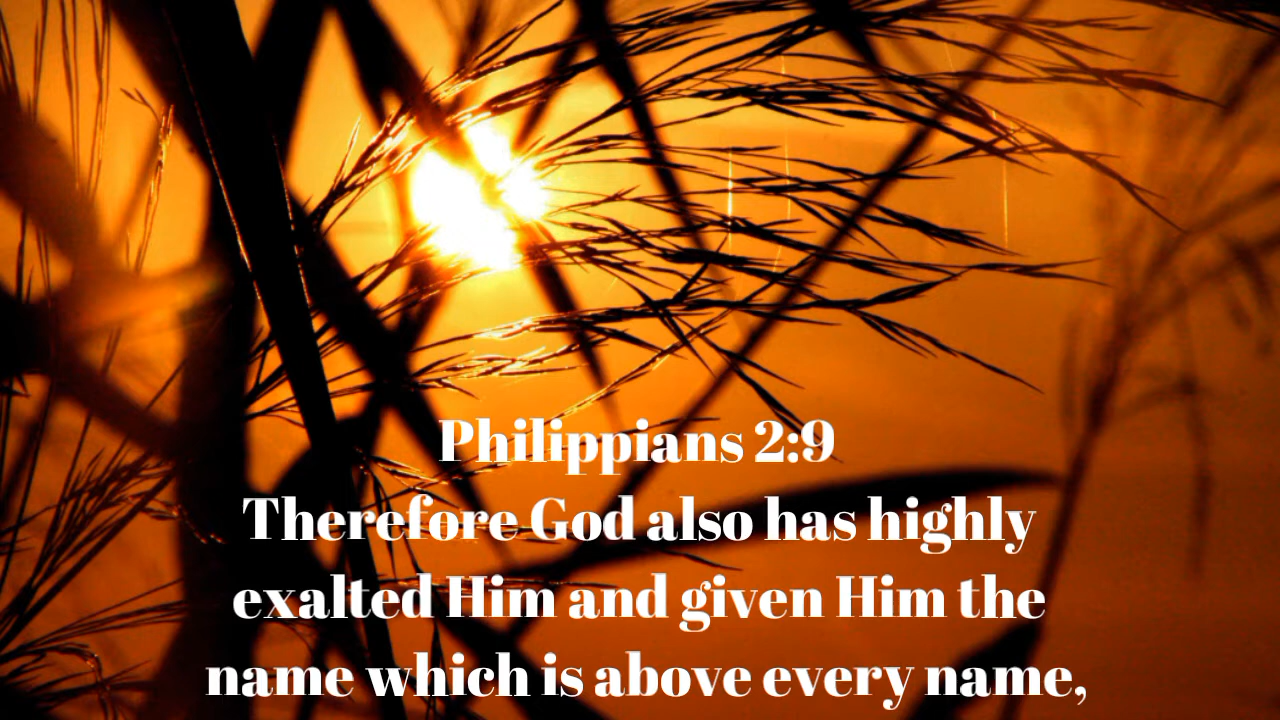 Philippians 2:9
Therefore God also has highly
exalted Him and given Him the
name which is above every name,